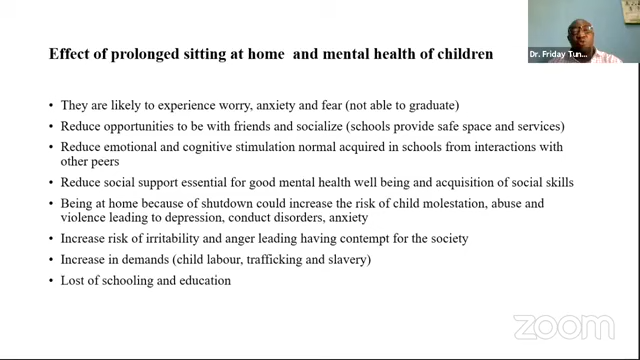 Dr. Friday Tun...
Effect of prolonged sitting at home and mental health of children
• They are likely to experience worry, anxiety and fear (not able to graduate)
• Reduce opportunities to be with friends and socialize (schools provide safe space and services)
• Reduce emotional and cognitive stimulation normal acquired in schools from interactions with
other peers
• Reduce social support essential for good mental health well being and acquisition of social skills
• Being at home because of shutdown could increase the risk of child molestation, abuse and
violence leading to depression, conduct disorders, anxiety
• Increase risk of irritability and anger leading having contempt for the society
• Increase in demands (child labour, trafficking and slavery)
• Lost of schooling and education
zoom